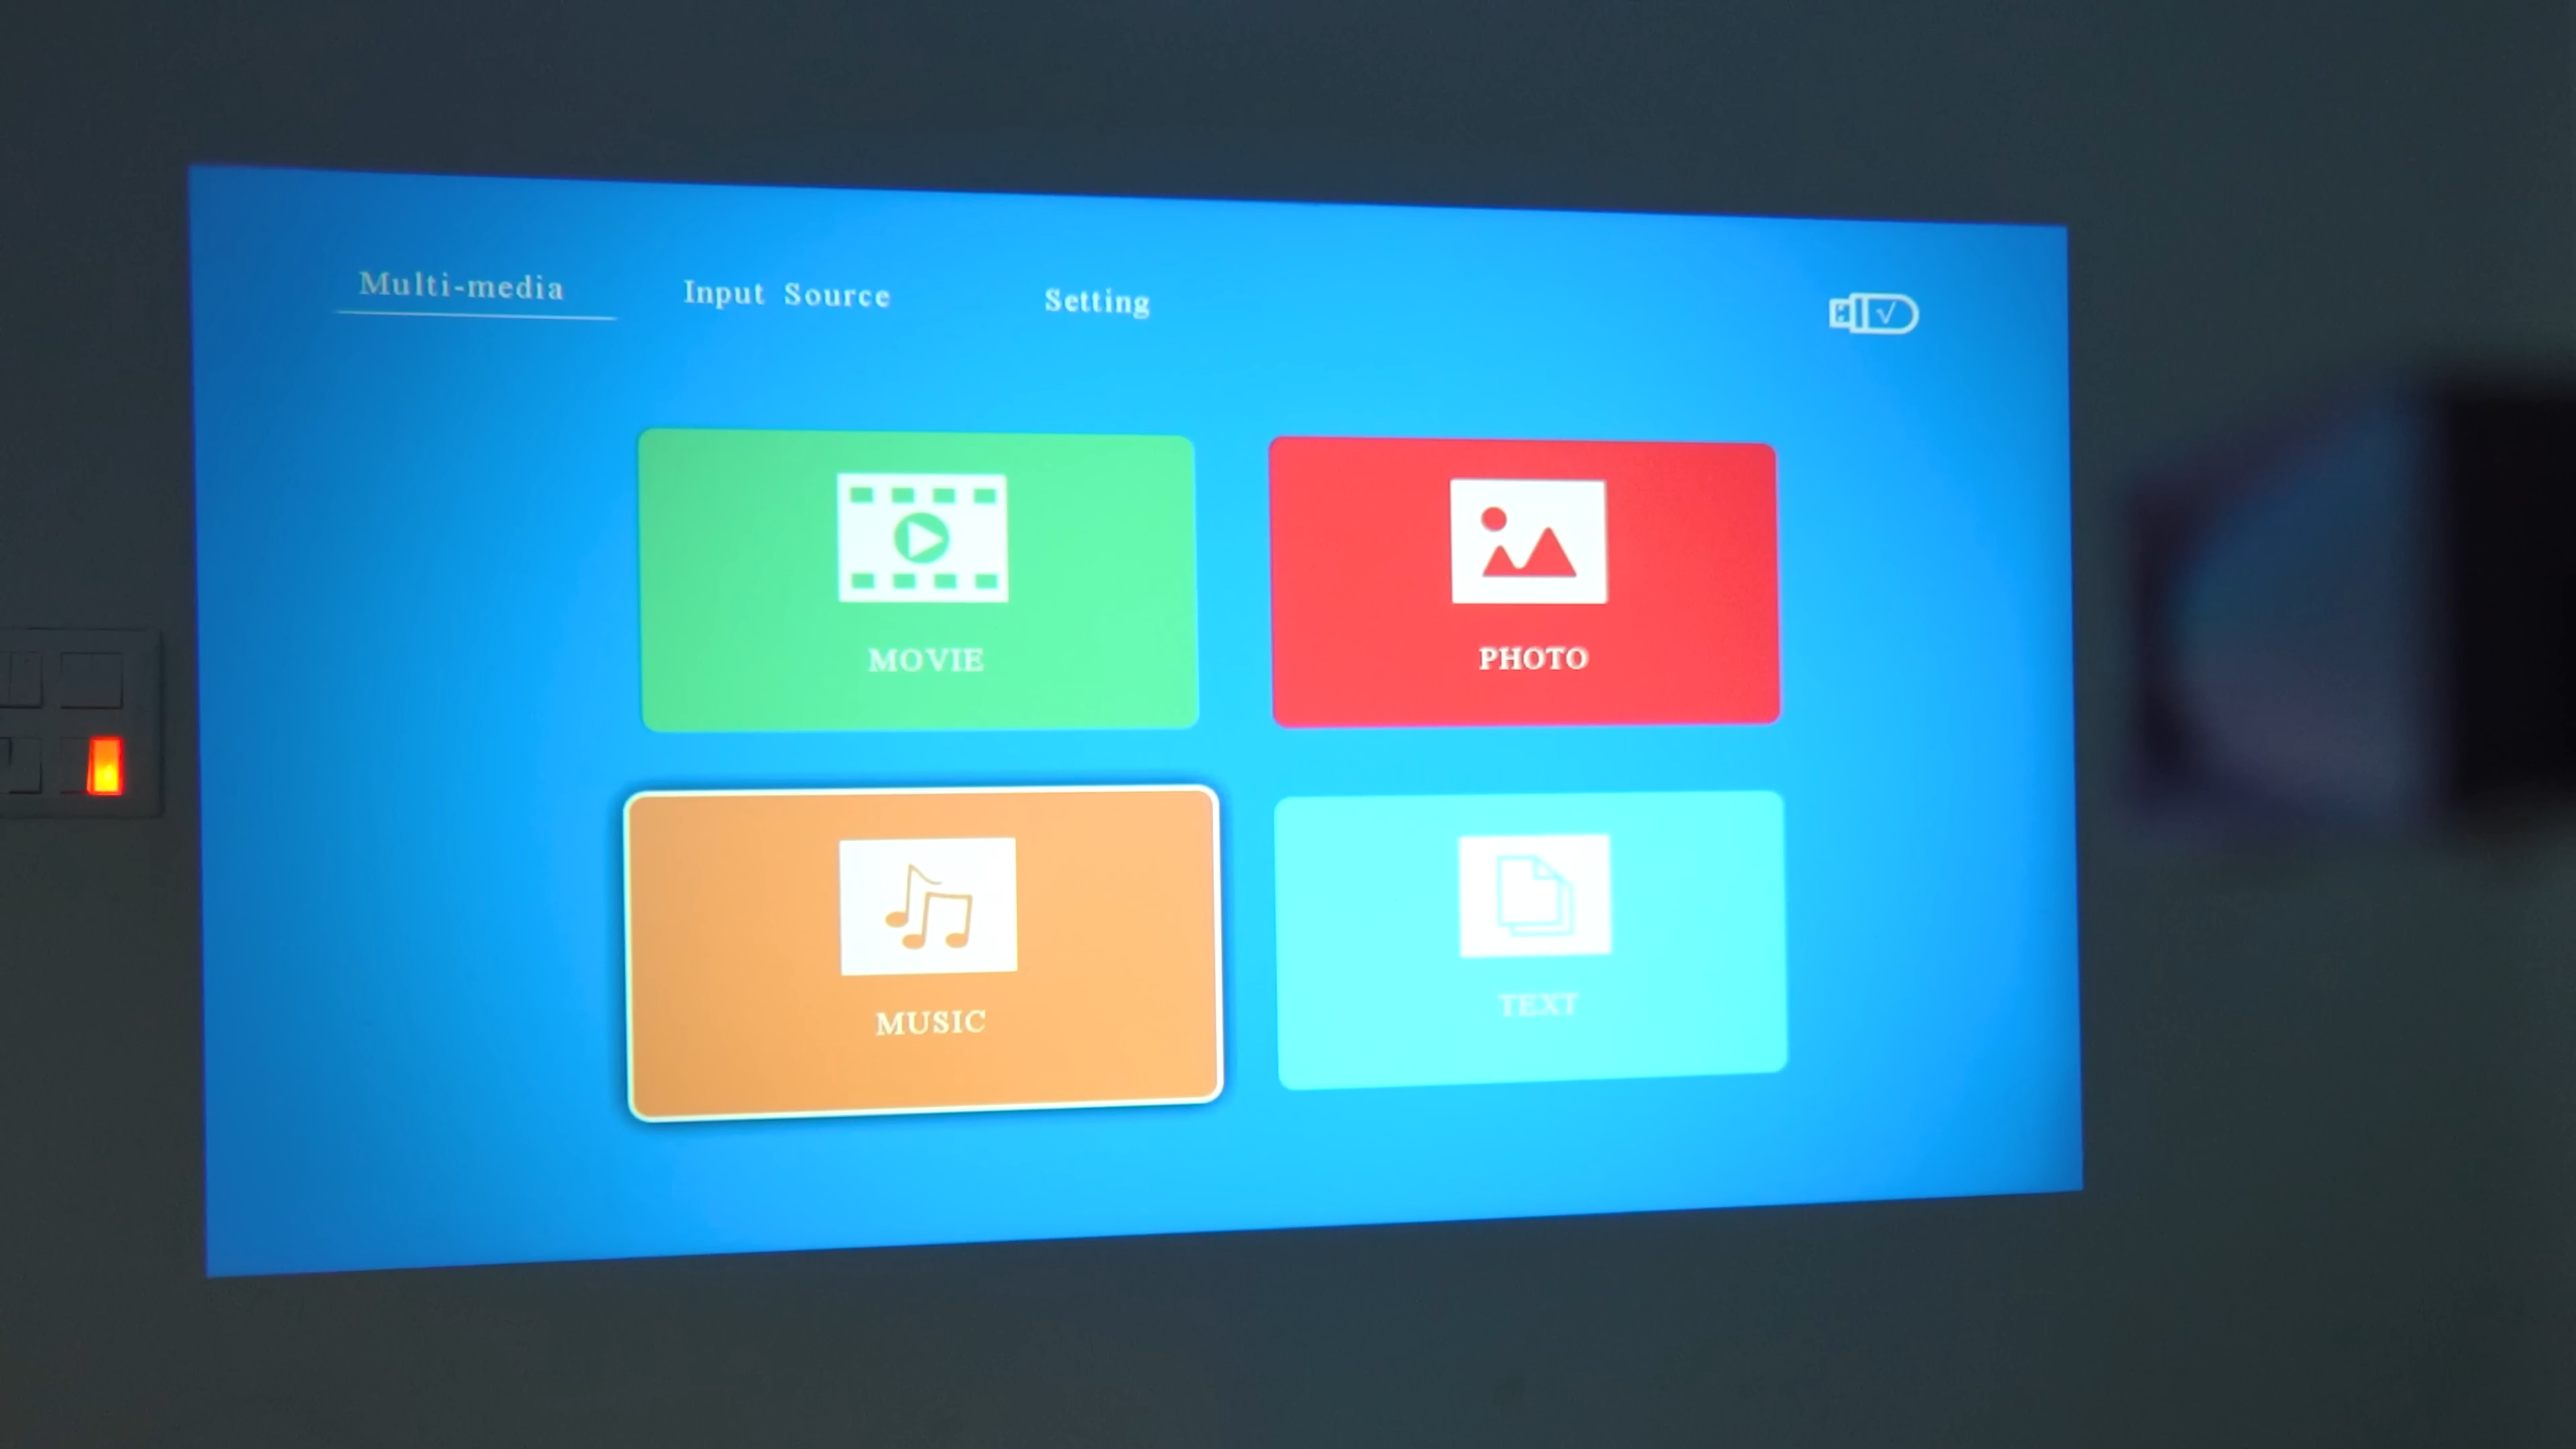 Multi-media
Input Source
Setting
MOVIE
PHOTO
MUSIC
TEXT